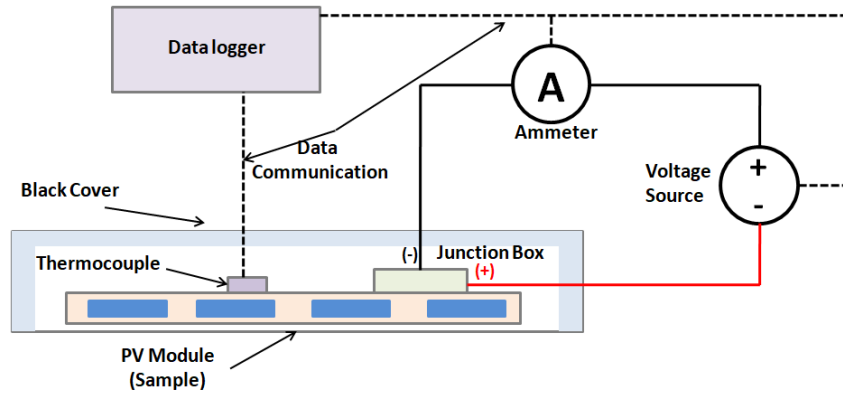 Data logger
A
Ammeter
Data
Communication
Voltage
Source
+
-
Black Cover
Thermocouple
(-)
Junction Box
(+)
PV Module
(Sample)